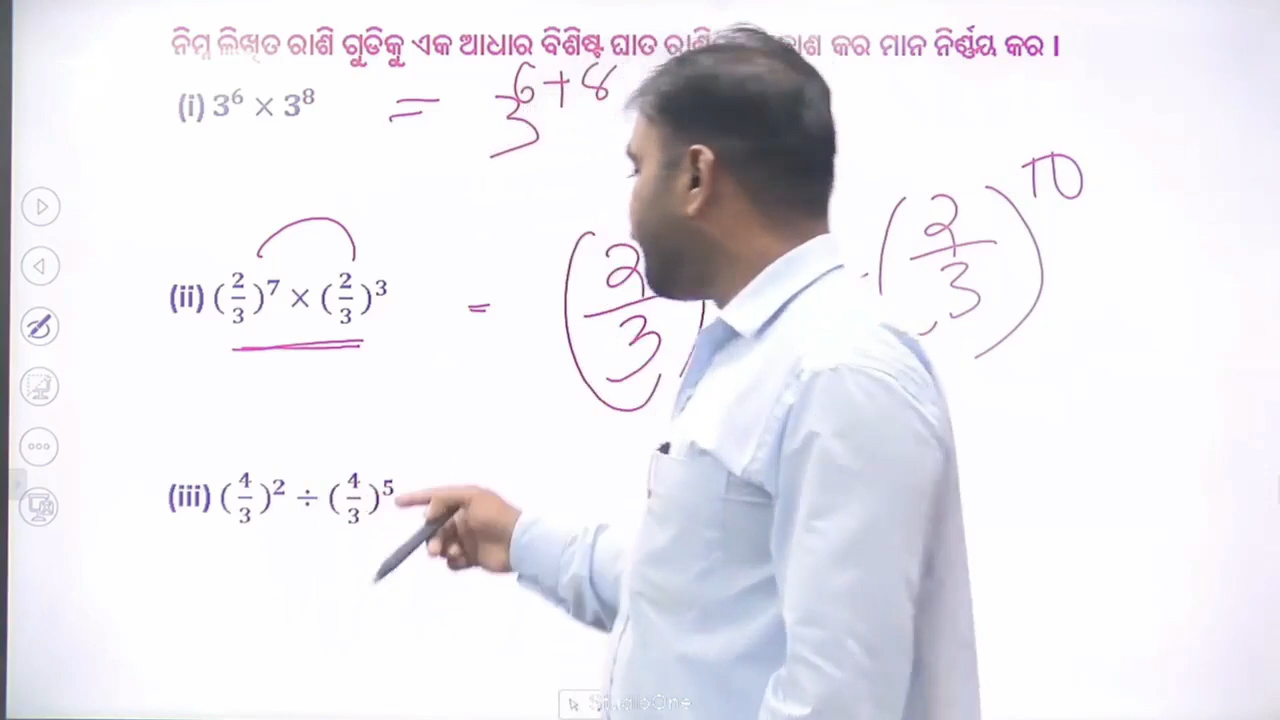 ନିମ୍ନ ଲିଖିତ ରାଶି ଗୁଡିକୁ ଏକ ଆଧାର ବିଶିଷ୍ଟ ଘାତ କର ମାନ ନିର୍ଣ୍ଣୟ କର ।
(i) 3⁶ × 3⁸ = 3⁶⁺⁸
(ii) (2/3)⁷ × (2/3)³ = (2/3) (2/3)¹⁰
(iii) (4/3)² ÷ (4/3)⁵
StudioOne